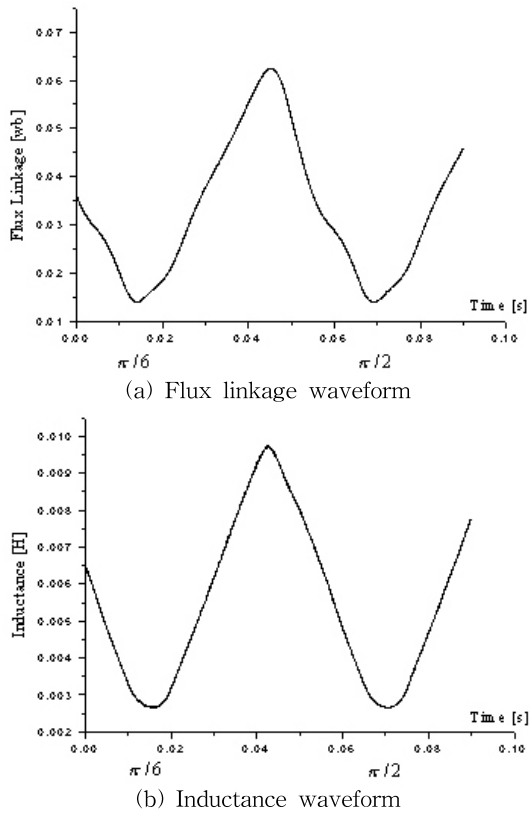 0.07
0.06
0.05
0.04
0.03
0.02
0.01
Flux Linkage [wb]
Time [s]
0.00 0.02 0.04 0.06 0.08 0.10
π/6 π/2
(a) Flux linkage waveform
0.010
0.009
0.008
0.007
0.006
0.005
0.004
0.003
0.002
Inductance [H]
Time [s]
0.00 0.02 0.04 0.06 0.08 0.10
π/6 π/2
(b) Inductance waveform